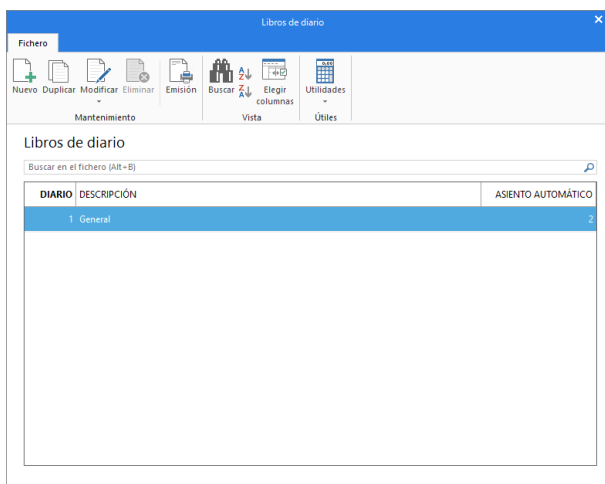 Libros de diario
Fichero
Nuevo Duplicar Modificar Eliminar Emisión Buscar Elegir columnas Utilidades
Mantenimiento Vista Útiles
Libros de diario
Buscar en el fichero (Alt+B)
DIARIO DESCRIPCIÓN ASIENTO AUTOMÁTICO
1 General 2